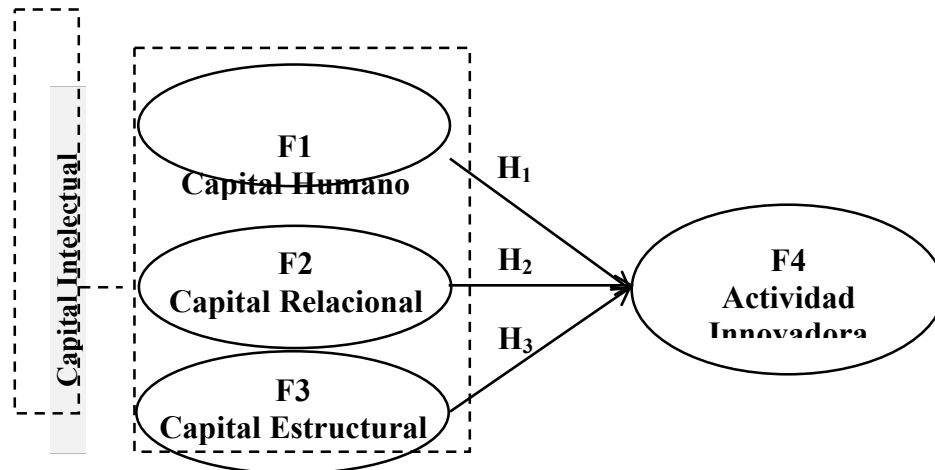 Capital Intelectual
F1
Capital Humano
H₁
F2
Capital Relacional
H₂
F3
Capital Estructural
H₃
F4
Actividad
Innovadora